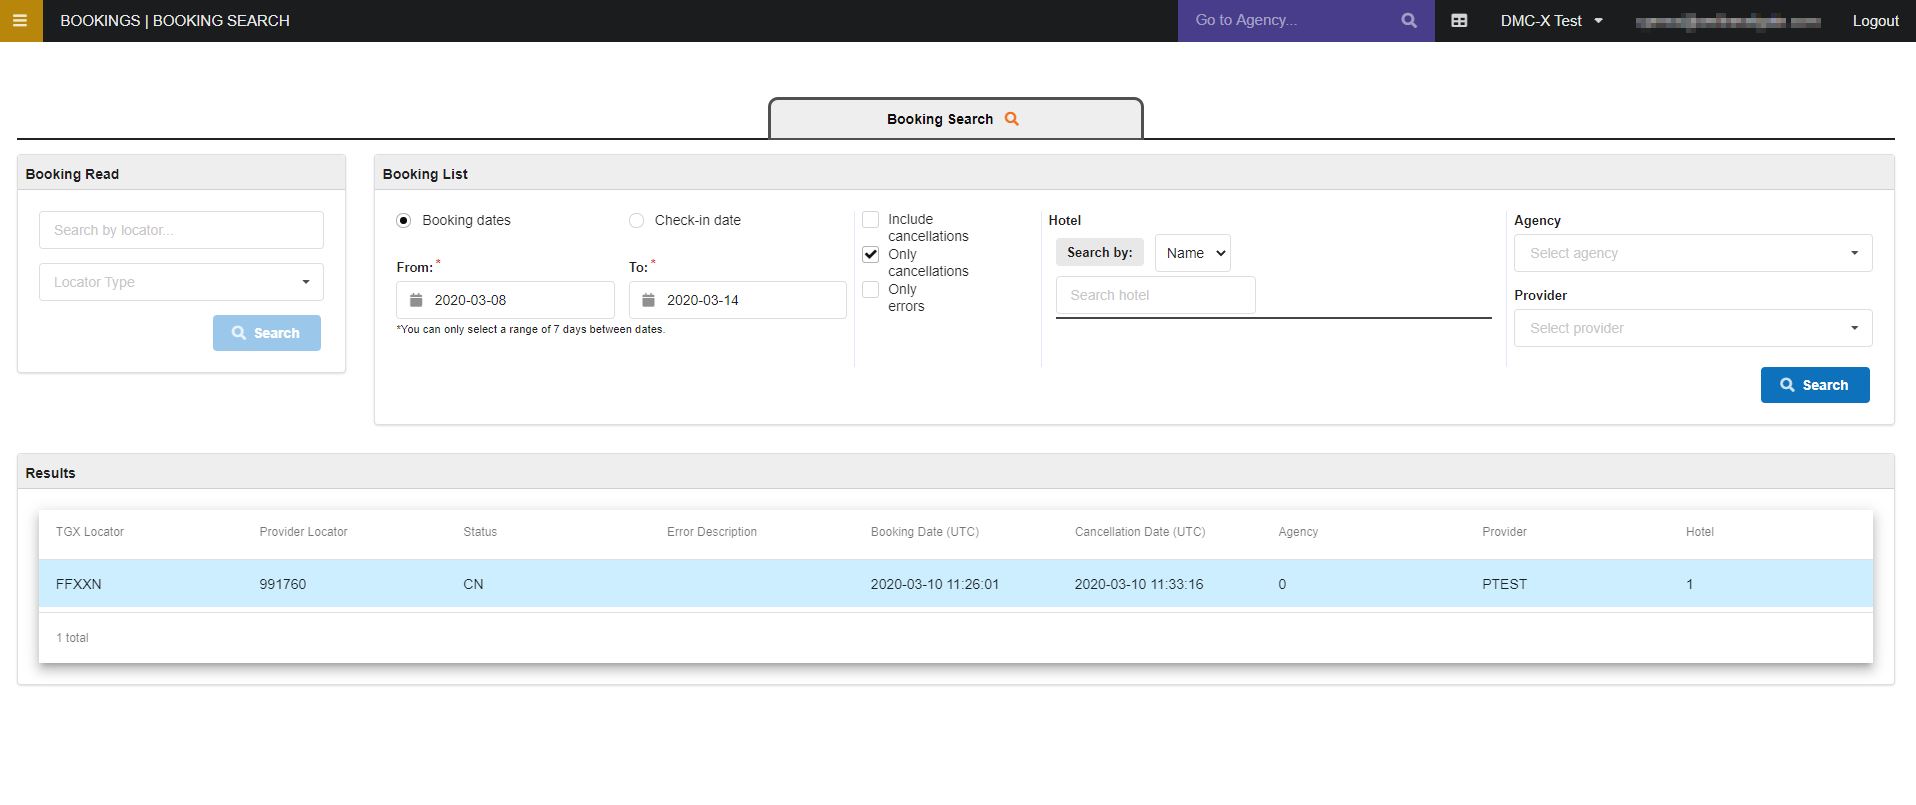 BOOKINGS | BOOKING SEARCH
Go to Agency...
DMC-X Test
Logout
Booking Search
Booking Read
Search by locator...
Locator Type
Search
Booking List
Booking dates
Check-in date
From: *
To: *
2020-03-08
2020-03-14
*You can only select a range of 7 days between dates.
Include
cancellations
Only
cancellations
Only
errors
Hotel
Search by:
Name
Search hotel
Agency
Select agency
Provider
Select provider
Search
Results
TGX Locator Provider Locator Status Error Description Booking Date (UTC) Cancellation Date (UTC) Agency Provider Hotel
FFXXN 991760 CN 2020-03-10 11:26:01 2020-03-10 11:33:16 0 PTEST 1
1 total